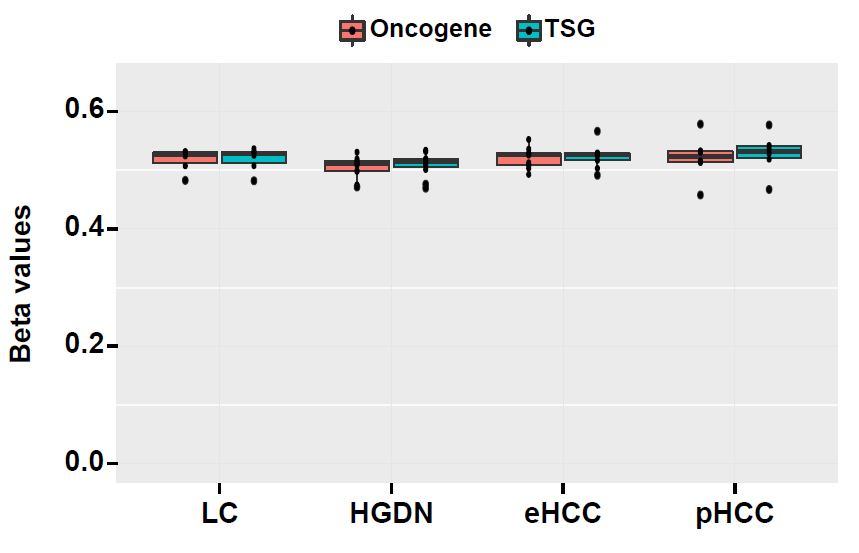 Oncogene TSG
Beta values
0.6
0.4
0.2
0.0
LC HGDN eHCC pHCC